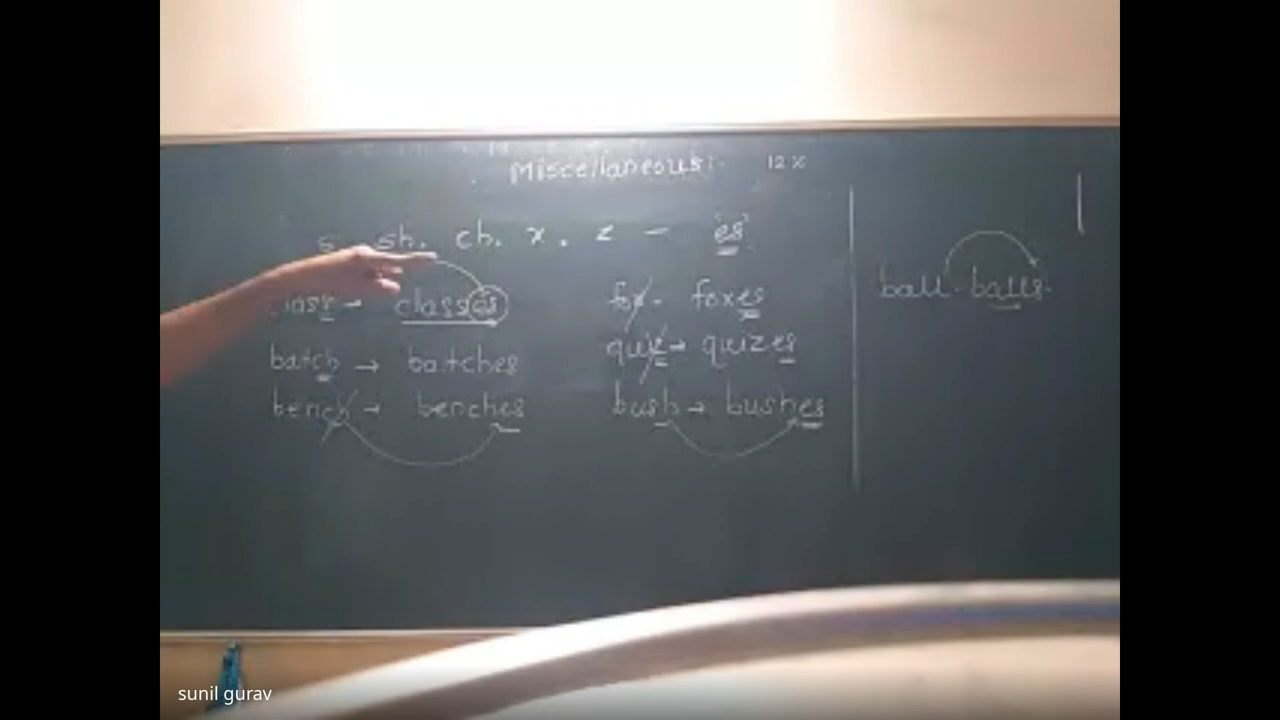 Miscellaneous:- 12 x
s. sh. ch. x. z - 'es'.
class → classes
fox - foxes
ball - balls.
batch → batches
quiz → quizes
bench → benches
bush → bushes
sunil gurav